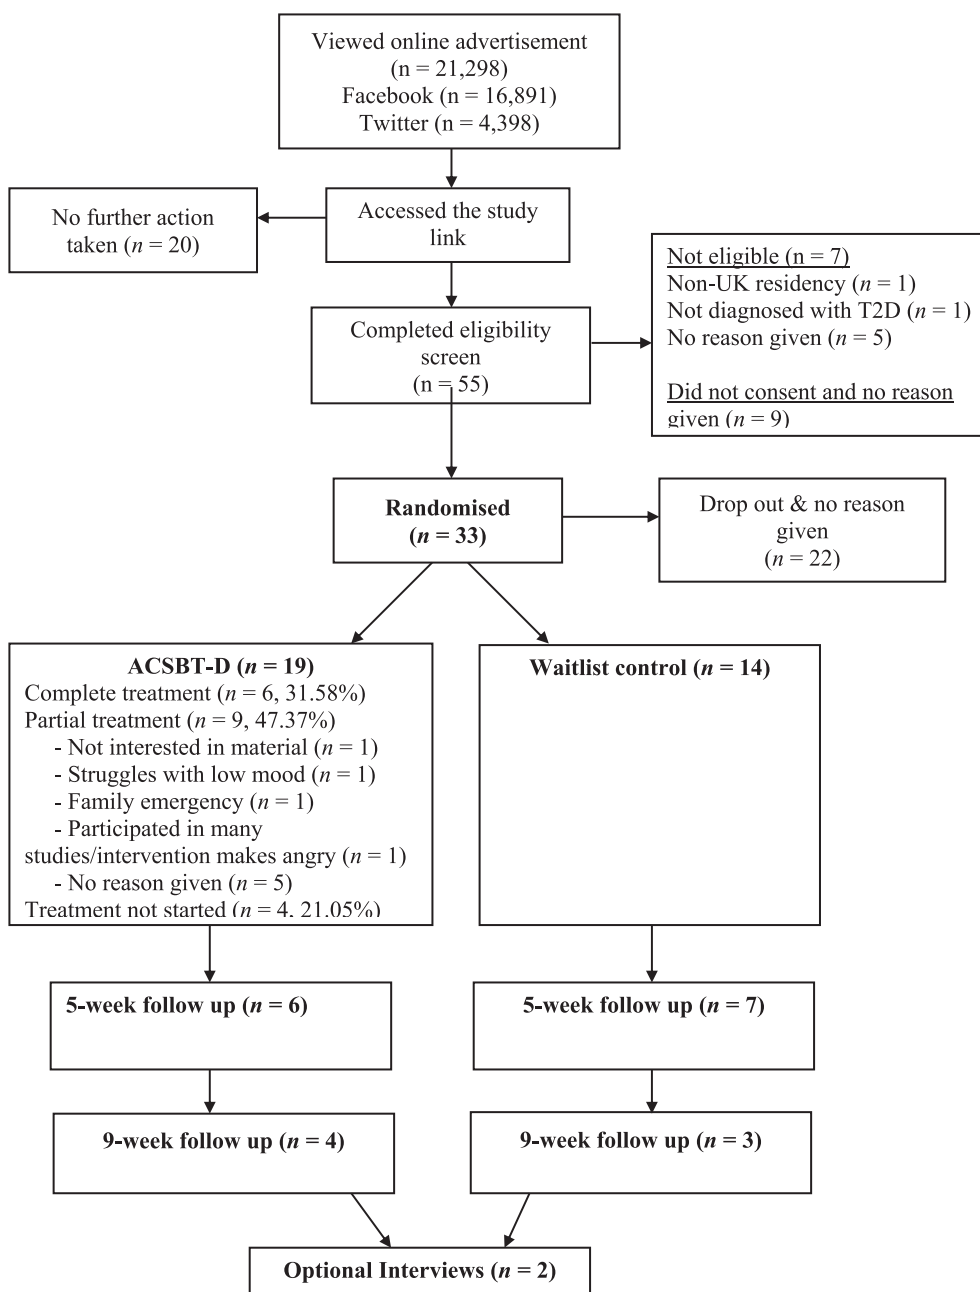 Viewed online advertisement
(n = 21,298)
Facebook (n = 16,891)
Twitter (n = 4,398)
No further action
taken (n = 20)
Accessed the study
link
Not eligible (n = 7)
Non-UK residency (n = 1)
Not diagnosed with T2D (n = 1)
No reason given (n = 5)
Did not consent and no reason
given (n = 9)
Completed eligibility
screen
(n = 55)
Randomised
(n = 33)
Drop out & no reason
given
(n = 22)
ACSBT-D (n = 19)
Complete treatment (n = 6, 31.58%)
Partial treatment (n = 9, 47.37%)
- Not interested in material (n = 1)
- Struggles with low mood (n = 1)
- Family emergency (n = 1)
- Participated in many
studies/intervention makes angry (n = 1)
- No reason given (n = 5)
Treatment not started (n = 4, 21.05%)
Waitlist control (n = 14)
5-week follow up (n = 6)
5-week follow up (n = 7)
9-week follow up (n = 4)
9-week follow up (n = 3)
Optional Interviews (n = 2)